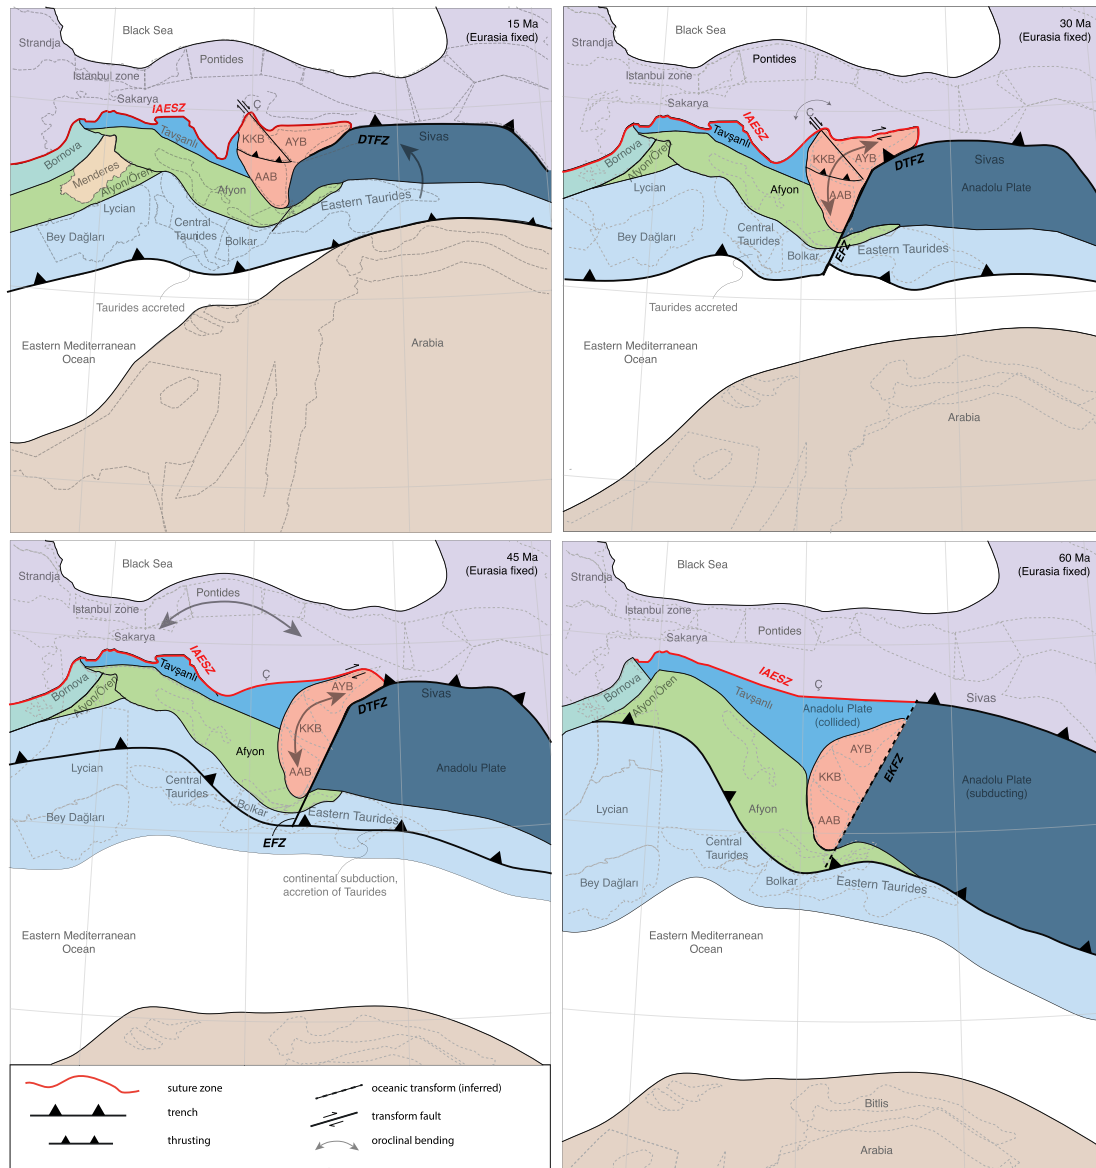 15 Ma
(Eurasia fixed)
Black Sea
Strandja
Istanbul zone
Pontides
Sakarya
IAESZ
Ç
Tavşanlı
KKB
AYB
DTFZ
Sivas
Bornova
Menderes
Afyon/Ören
Afyon
AAB
Lycian
Central
Taurides
Eastern Taurides
Bey Dağları
Bolkar
Taurides accreted
Eastern Mediterranean
Ocean
Arabia
30 Ma
(Eurasia fixed)
Black Sea
Strandja
Istanbul zone
Pontides
Sakarya
IAESZ
Ç
Tavşanlı
KKB
AYB
DTFZ
Sivas
Bornova
Afyon/Ören
Lycian
Afyon
AAB
Anadolu Plate
Bey Dağları
Central
Taurides
Bolkar
EFZ
Eastern Taurides
Taurides accreted
Eastern Mediterranean
Ocean
Arabia
45 Ma
(Eurasia fixed)
Black Sea
Strandja
Istanbul zone
Pontides
Sakarya
IAESZ
Tavşanlı
Ç
AYB
DTFZ
Sivas
Bornova
Afyon/Ören
KKB
Afyon
AAB
Anadolu Plate
Lycian
Central
Taurides
Bolkar
Eastern Taurides
Bey Dağları
EFZ
continental subduction,
accretion of Taurides
Eastern Mediterranean
Ocean
60 Ma
(Eurasia fixed)
Black Sea
Strandja
Istanbul zone
Pontides
Sakarya
IAESZ
Ç
Sivas
Bornova
Afyon/Ören
Tavşanlı
Anadolu Plate
(collided)
AYB
KKB
EKFZ
Anadolu Plate
(subducting)
AAB
Lycian
Afyon
Central
Taurides
Bey Dağları
Bolkar
Eastern Taurides
Eastern Mediterranean
Ocean
Bitlis
Arabia
suture zone
trench
thrusting
oceanic transform (inferred)
transform fault
oroclinal bending